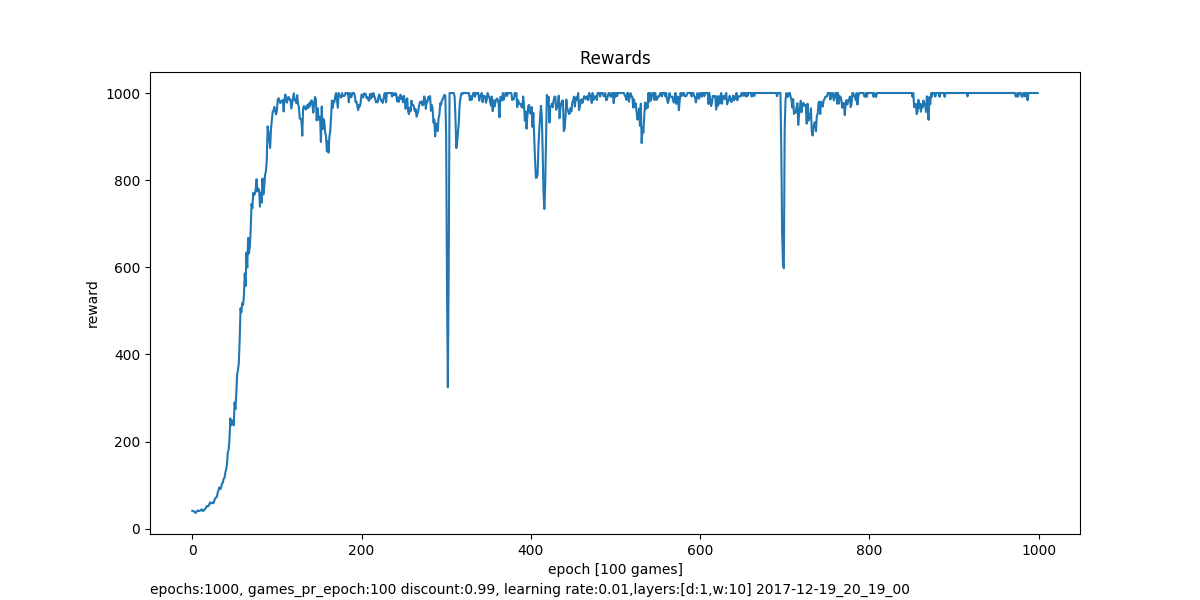 Rewards
1000
800
600
400
200
0
reward
0 200 400 600 800 1000
epoch [100 games]
epochs:1000, games_pr_epoch:100 discount:0.99, learning rate:0.01,layers:[d:1,w:10] 2017-12-19_20_19_00